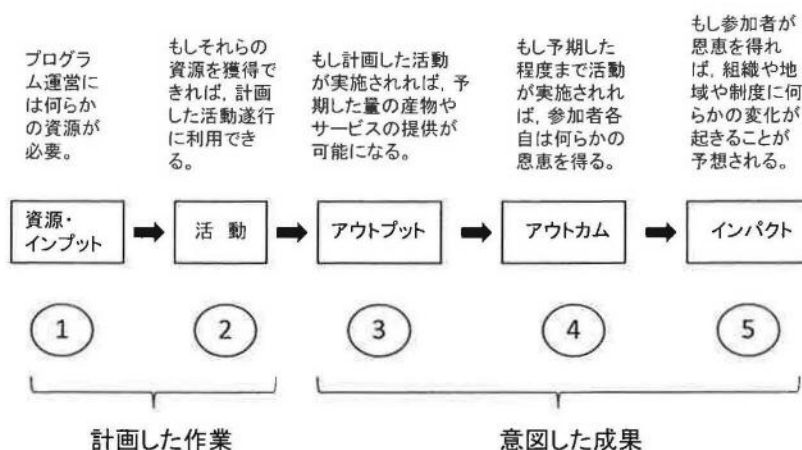 プログラ
ム運営に
は何らか
の資源が
必要。
もしそれらの
資源を獲得で
きれば, 計画
した活動遂行
に利用でき
る。
もし計画した活動
が実施されれば, 予
期した量の産物や
サービスの提供が
可能になる。
もし予期した
程度まで活動
が実施されれ
ば, 参加者各
自は何らかの
恩恵を得る。
もし参加者が
恩恵を得れ
ば, 組織や地
域や制度に何
らかの変化が
起きることが
予想される。
資源・
インプット
活 動
アウトプット
アウトカム
インパクト
1
2
3
4
5
計画した作業
意図した成果